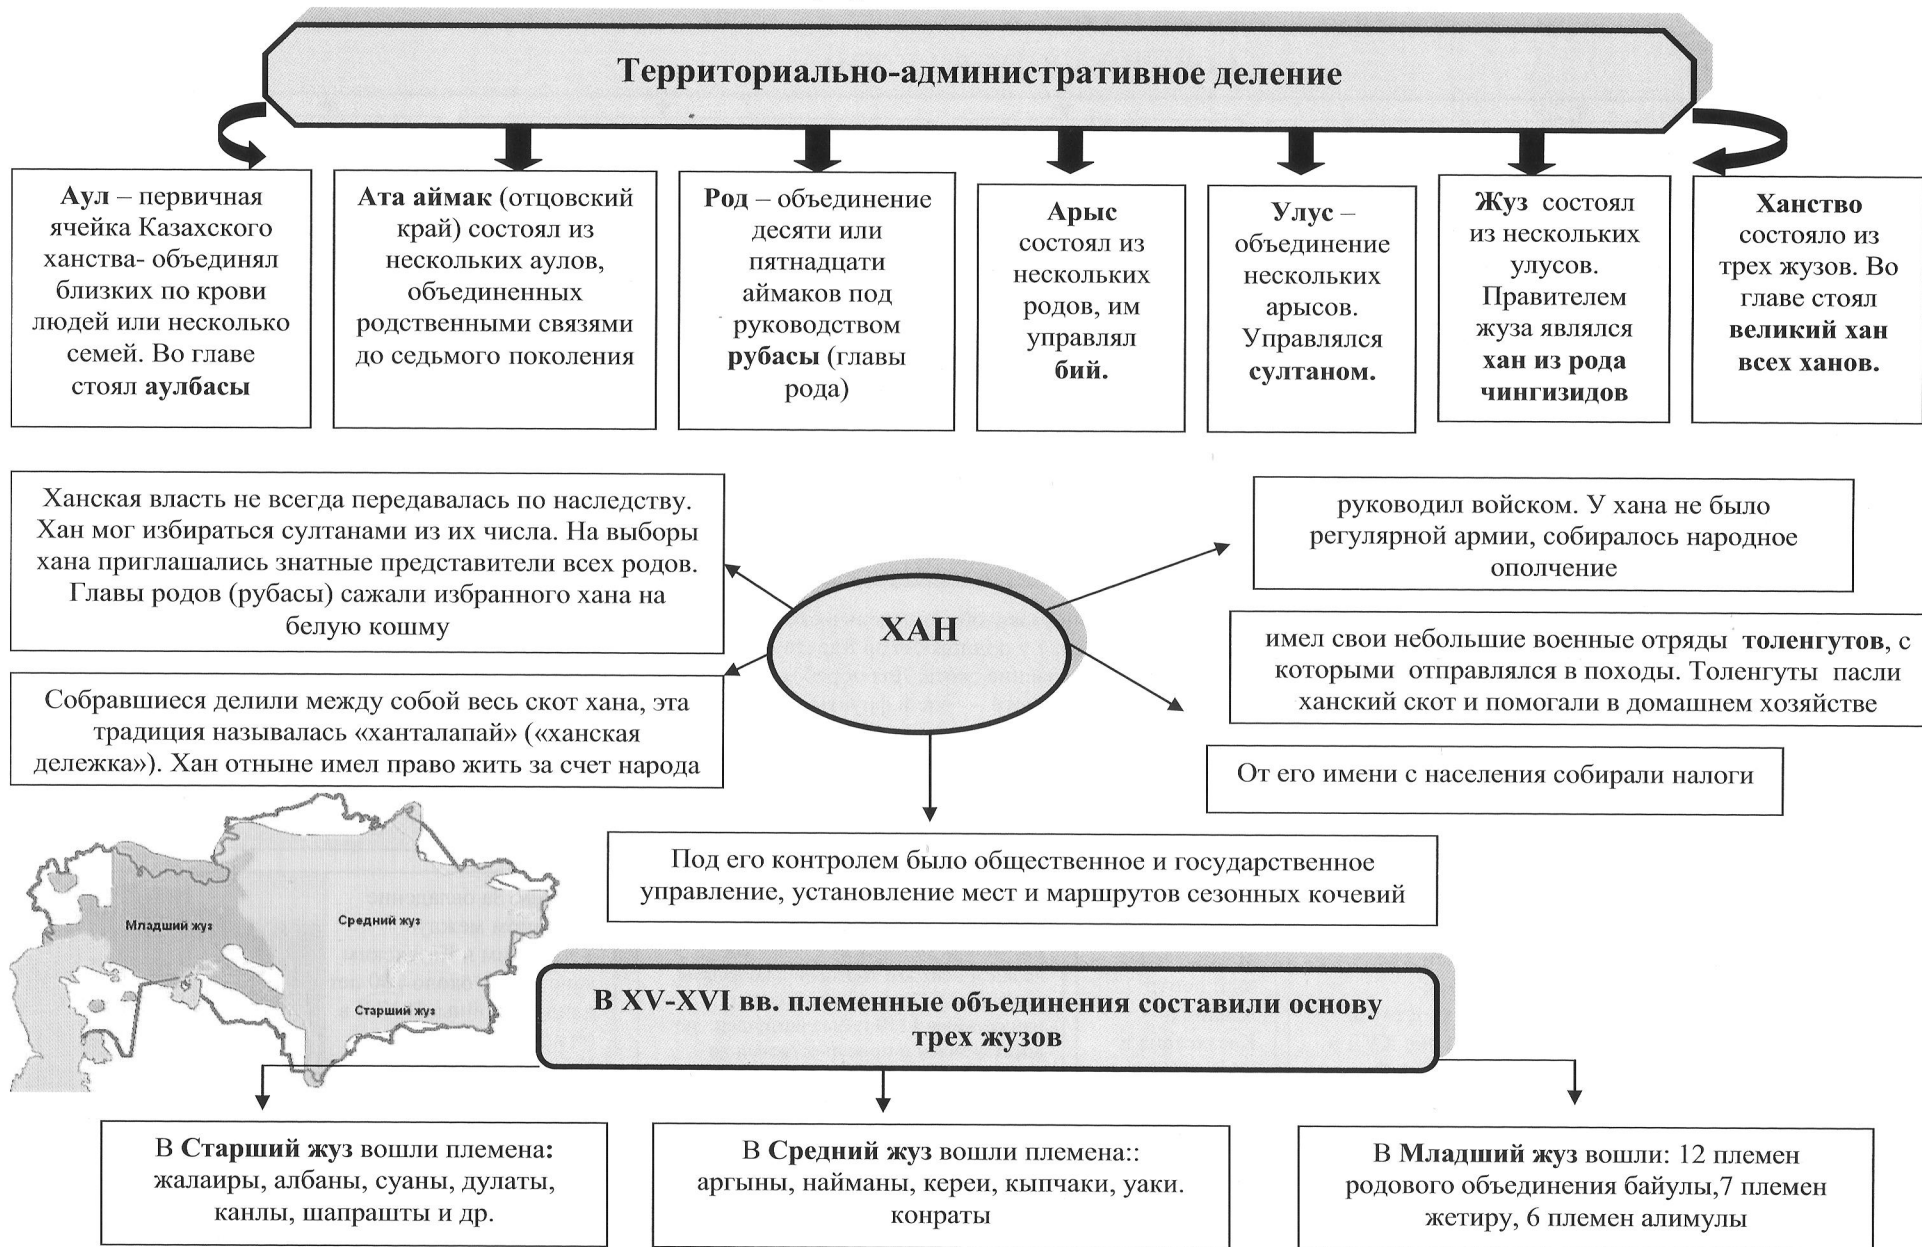 Территориально-административное деление
Аул – первичная
ячейка Казахского
ханства- объединял
близких по крови
людей или несколько
семей. Во главе
стоял аулбасы
Ата аймак (отцовский
край) состоял из
нескольких аулов,
объединенных
родственными связями
до седьмого поколения
Род – объединение
десяти или
пятнадцати
аймаков под
руководством
рубасы (главы
рода)
Арыс
состоял из
нескольких
родов, им
управлял
бий.
Улус –
объединение
нескольких
арысов.
Управлялся
султаном.
Жуз состоял
из нескольких
улусов.
Правителем
жуза являлся
хан из рода
чингизидов
Ханство
состояло из
трех жузов. Во
главе стоял
великий хан
всех ханов.
Ханская власть не всегда передавалась по наследству.
Хан мог избираться султанами из их числа. На выборы
хана приглашались знатные представители всех родов.
Главы родов (рубасы) сажали избранного хана на
белую кошму
Собравшиеся делили между собой весь скот хана, эта
традиция называлась «ханталапай» («ханская
дележка»). Хан отныне имел право жить за счет народа
ХАН
руководил войском. У хана не было
регулярной армии, собиралось народное
ополчение
имел свои небольшие военные отряды толенгутов, с
которыми отправлялся в походы. Толенгуты пасли
ханский скот и помогали в домашнем хозяйстве
От его имени с населения собирали налоги
Под его контролем было общественное и государственное
управление, установление мест и маршрутов сезонных кочевий
Младший жуз
Средний жуз
Старший жуз
В XV-XVI вв. племенные объединения составили основу
трех жузов
В Старший жуз вошли племена:
жалаиры, албаны, суаны, дулаты,
канлы, шапрашты и др.
В Средний жуз вошли племена::
аргыны, найманы, кереи, кыпчаки, уаки.
конраты
В Младший жуз вошли: 12 племен
родового объединения байулы,7 племен
жетиру, 6 племен алимулы